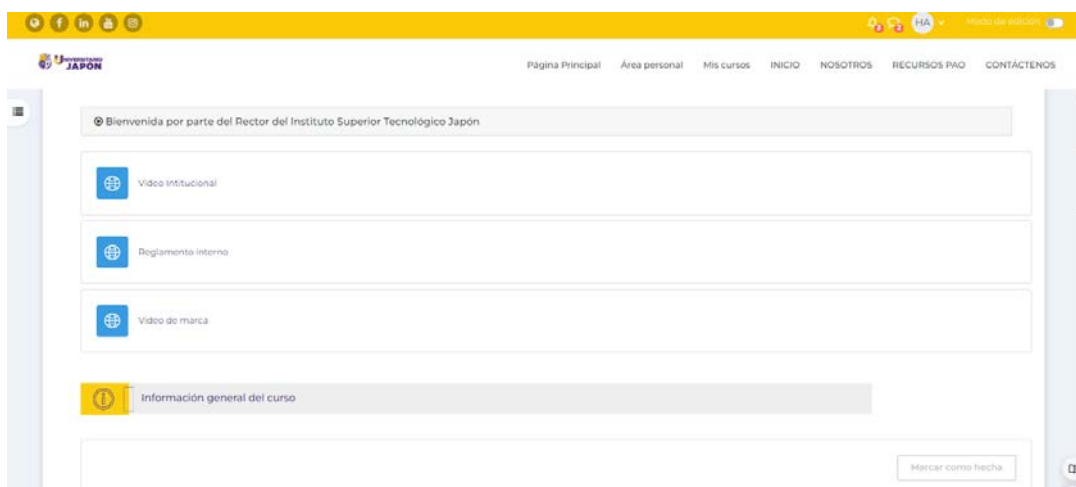 HA
Modo de edición
UNIVERSITARIO
JAPÓN
Página Principal Área personal Mis cursos INICIO NOSOTROS RECURSOS PAO CONTÁCTENOS
Bienvenida por parte del Rector del Instituto Superior Tecnológico Japón
Video Intitucional
Reglamento interno
Video de marca
Información general del curso
Marcar como hecha